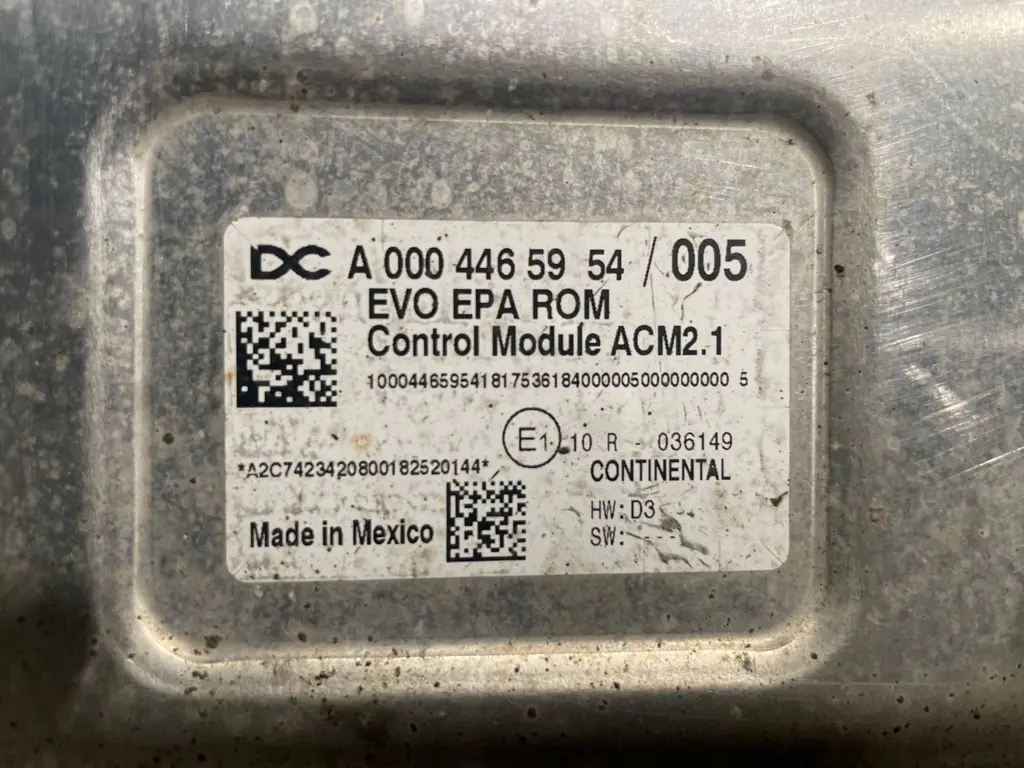 DC A 000 446 59 54 / 005
EVO EPA ROM
Control Module ACM2.1
10004465954181753618400000500000000 5
E1 10 R - 036149
*A2C7423420800182520144*
CONTINENTAL
Made in Mexico
HW: D3
SW: ----